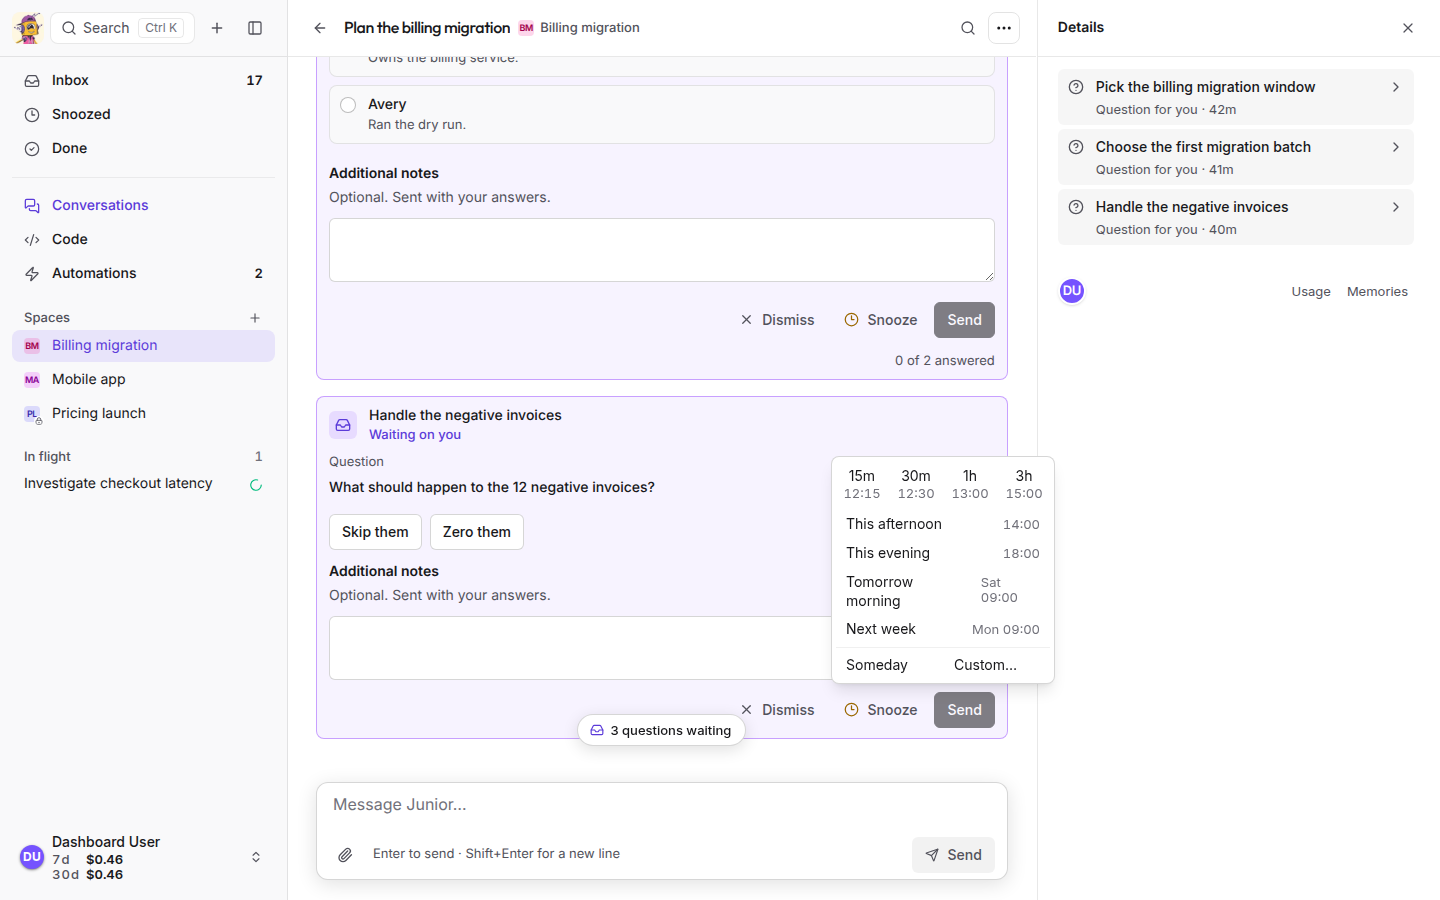 Search Ctrl K
Inbox 17
Snoozed
Done
Conversations
Code
Automations 2
Spaces
BM Billing migration
MA Mobile app
PL Pricing launch
In flight 1
Investigate checkout latency
DU Dashboard User
7d $0.46
30d $0.46
Plan the billing migration BM Billing migration
Owns the billing service.
Avery
Ran the dry run.
Additional notes
Optional. Sent with your answers.
Dismiss Snooze Send
0 of 2 answered
Handle the negative invoices
Waiting on you
Question
What should happen to the 12 negative invoices?
Skip them Zero them
Additional notes
Optional. Sent with your answers.
15m 30m 1h 3h
12:15 12:30 13:00 15:00
This afternoon 14:00
This evening 18:00
Tomorrow morning Sat 09:00
Next week Mon 09:00
Someday Custom...
Dismiss Snooze Send
3 questions waiting
Message Junior...
Enter to send · Shift+Enter for a new line Send
Details
Pick the billing migration window
Question for you · 42m
Choose the first migration batch
Question for you · 41m
Handle the negative invoices
Question for you · 40m
DU Usage Memories